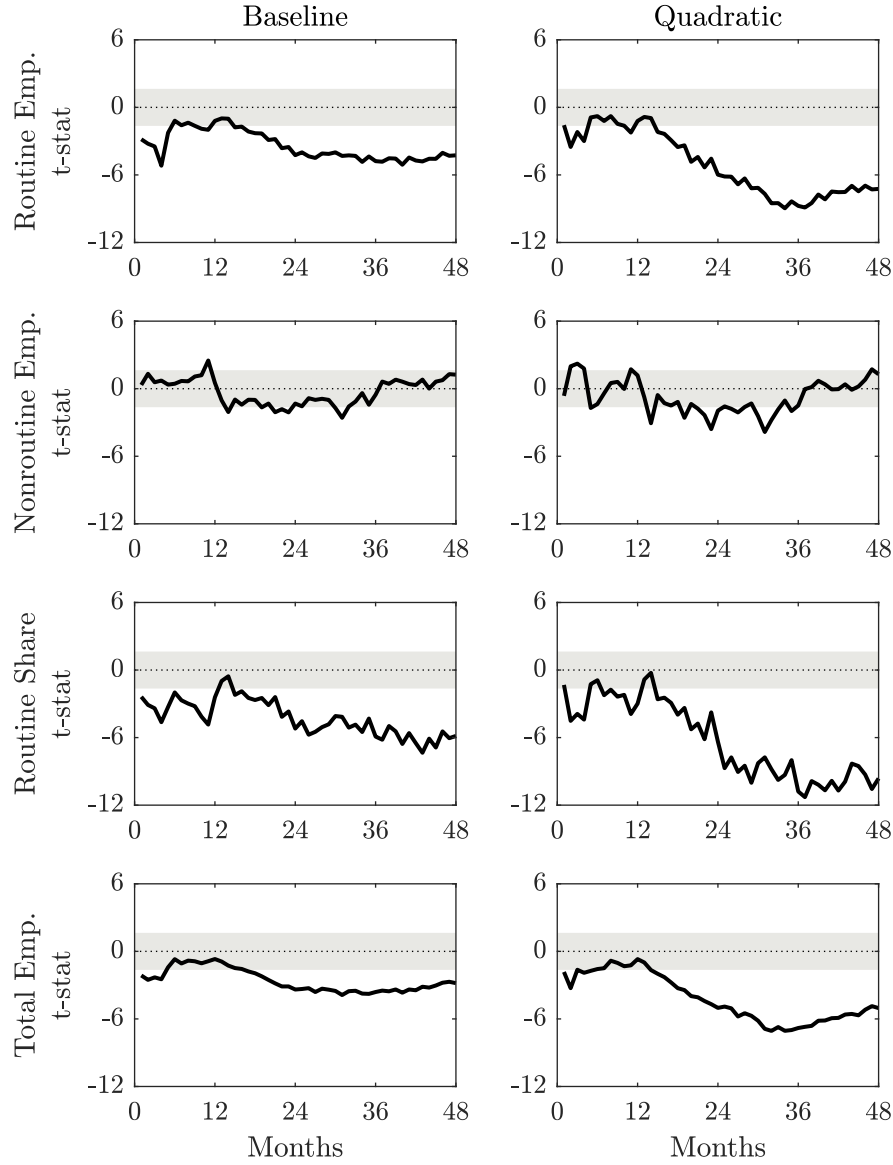 Baseline
Quadratic
Routine Emp.
t-stat
6
0
-6
-12
0 12 24 36 48
6
0
-6
-12
0 12 24 36 48
Nonroutine Emp.
t-stat
6
0
-6
-12
0 12 24 36 48
6
0
-6
-12
0 12 24 36 48
Routine Share
t-stat
6
0
-6
-12
0 12 24 36 48
6
0
-6
-12
0 12 24 36 48
Total Emp.
t-stat
6
0
-6
-12
0 12 24 36 48
Months
6
0
-6
-12
0 12 24 36 48
Months